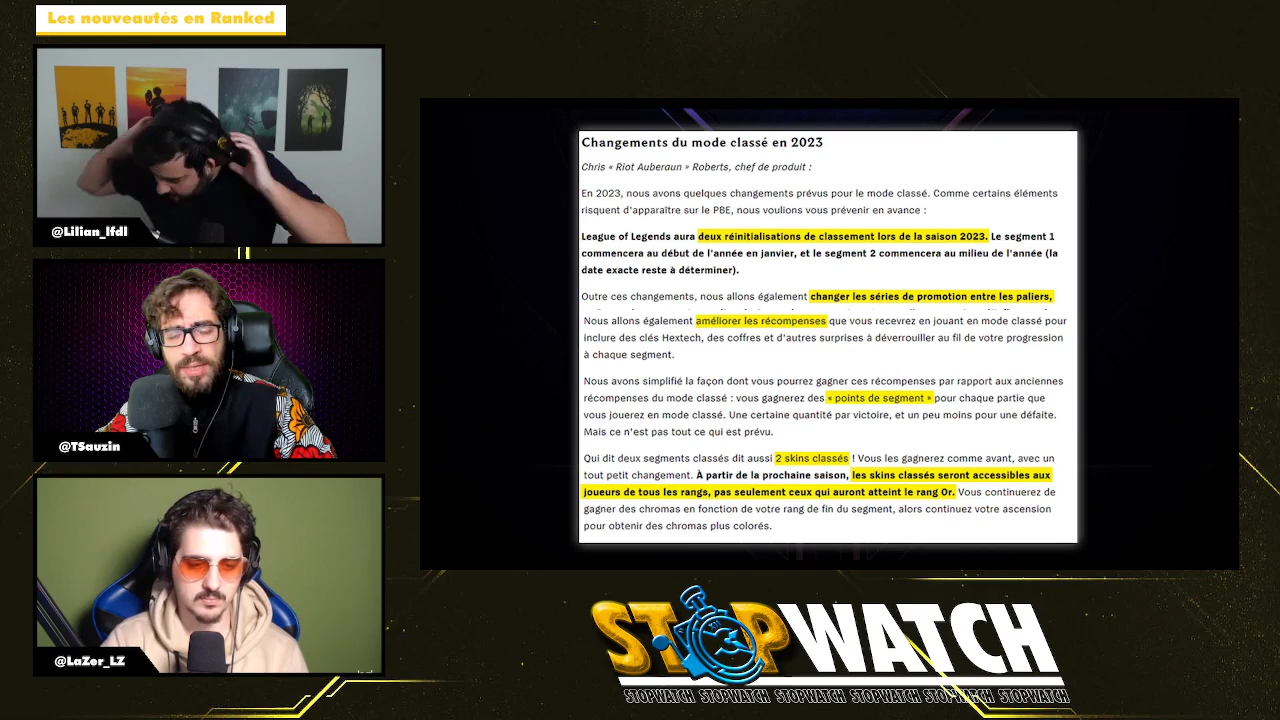 Les nouveautés en Ranked
@Lilian_lfdl
@TSauzin
@LaZer_LZ
Changements du mode classé en 2023
Chris « Riot Auberaun » Roberts, chef de produit :
En 2023, nous avons quelques changements prévus pour le mode classé. Comme certains éléments
risquent d'apparaître sur le PBE, nous voulions vous prévenir en avance :
League of Legends aura deux réinitialisations de classement lors de la saison 2023. Le segment 1
commencera au début de l'année en janvier, et le segment 2 commencera au milieu de l'année (la
date exacte reste à déterminer).
Outre ces changements, nous allons également changer les séries de promotion entre les paliers,
Nous allons également améliorer les récompenses que vous recevrez en jouant en mode classé pour
inclure des clés Hextech, des coffres et d'autres surprises à déverrouiller au fil de votre progression
à chaque segment.
Nous avons simplifié la façon dont vous pourrez gagner ces récompenses par rapport aux anciennes
récompenses du mode classé : vous gagnerez des « points de segment » pour chaque partie que
vous jouerez en mode classé. Une certaine quantité par victoire, et un peu moins pour une défaite.
Mais ce n'est pas tout ce qui est prévu.
Qui dit deux segments classés dit aussi 2 skins classés ! Vous les gagnerez comme avant, avec un
tout petit changement. À partir de la prochaine saison, les skins classés seront accessibles aux
joueurs de tous les rangs, pas seulement ceux qui auront atteint le rang Or. Vous continuerez de
gagner des chromas en fonction de votre rang de fin du segment, alors continuez votre ascension
pour obtenir des chromas plus colorés.
STOPWATCH
STOPWATCH STOPWATCH STOPWATCH STOPWATCH STOPWATCH STOPWATCH